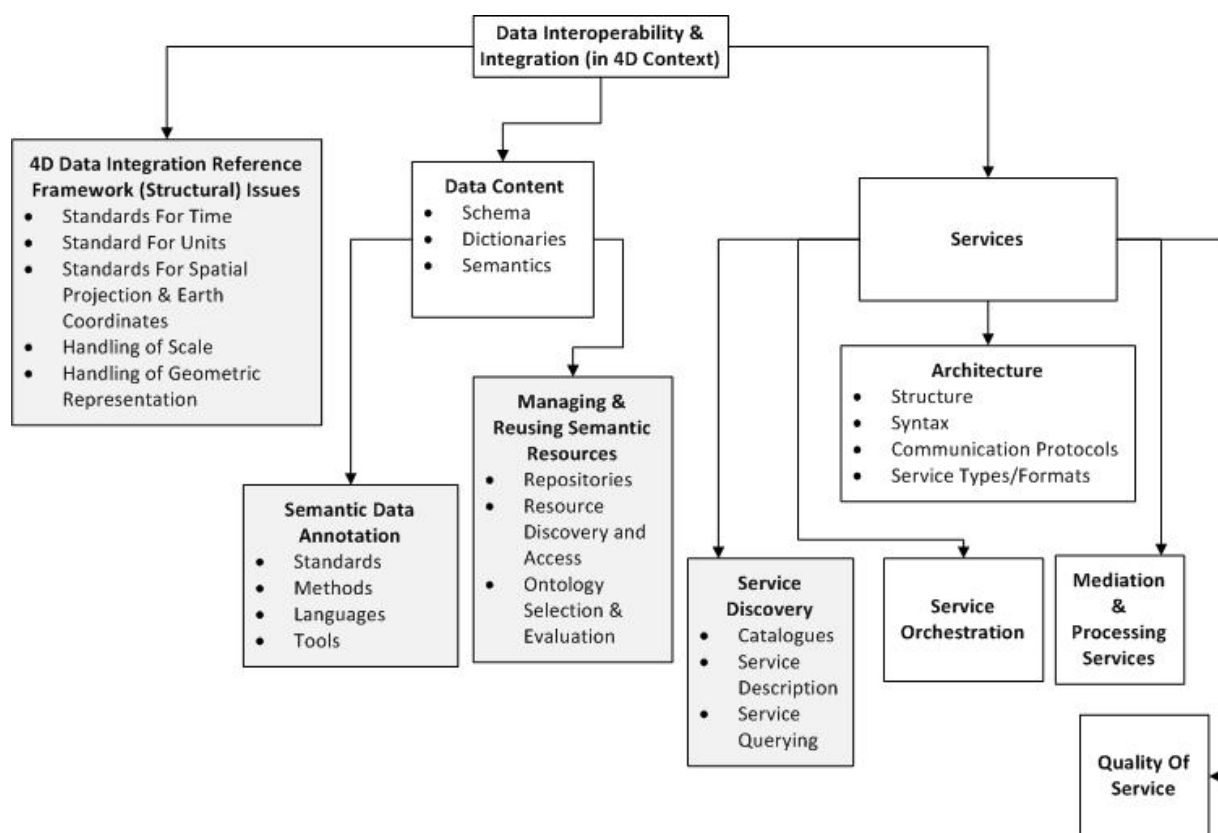 Data Interoperability &
Integration (in 4D Context)
4D Data Integration Reference
Framework (Structural) Issues
• Standards For Time
• Standard For Units
• Standards For Spatial
Projection & Earth
Coordinates
• Handling of Scale
• Handling of Geometric
Representation
Data Content
• Schema
• Dictionaries
• Semantics
Services
Architecture
• Structure
• Syntax
• Communication Protocols
• Service Types/Formats
Semantic Data
Annotation
• Standards
• Methods
• Languages
• Tools
Managing &
Reusing Semantic
Resources
• Repositories
• Resource
Discovery and
Access
• Ontology
Selection &
Evaluation
Service
Discovery
• Catalogues
• Service
Description
• Service
Querying
Service
Orchestration
Mediation
&
Processing
Services
Quality Of
Service